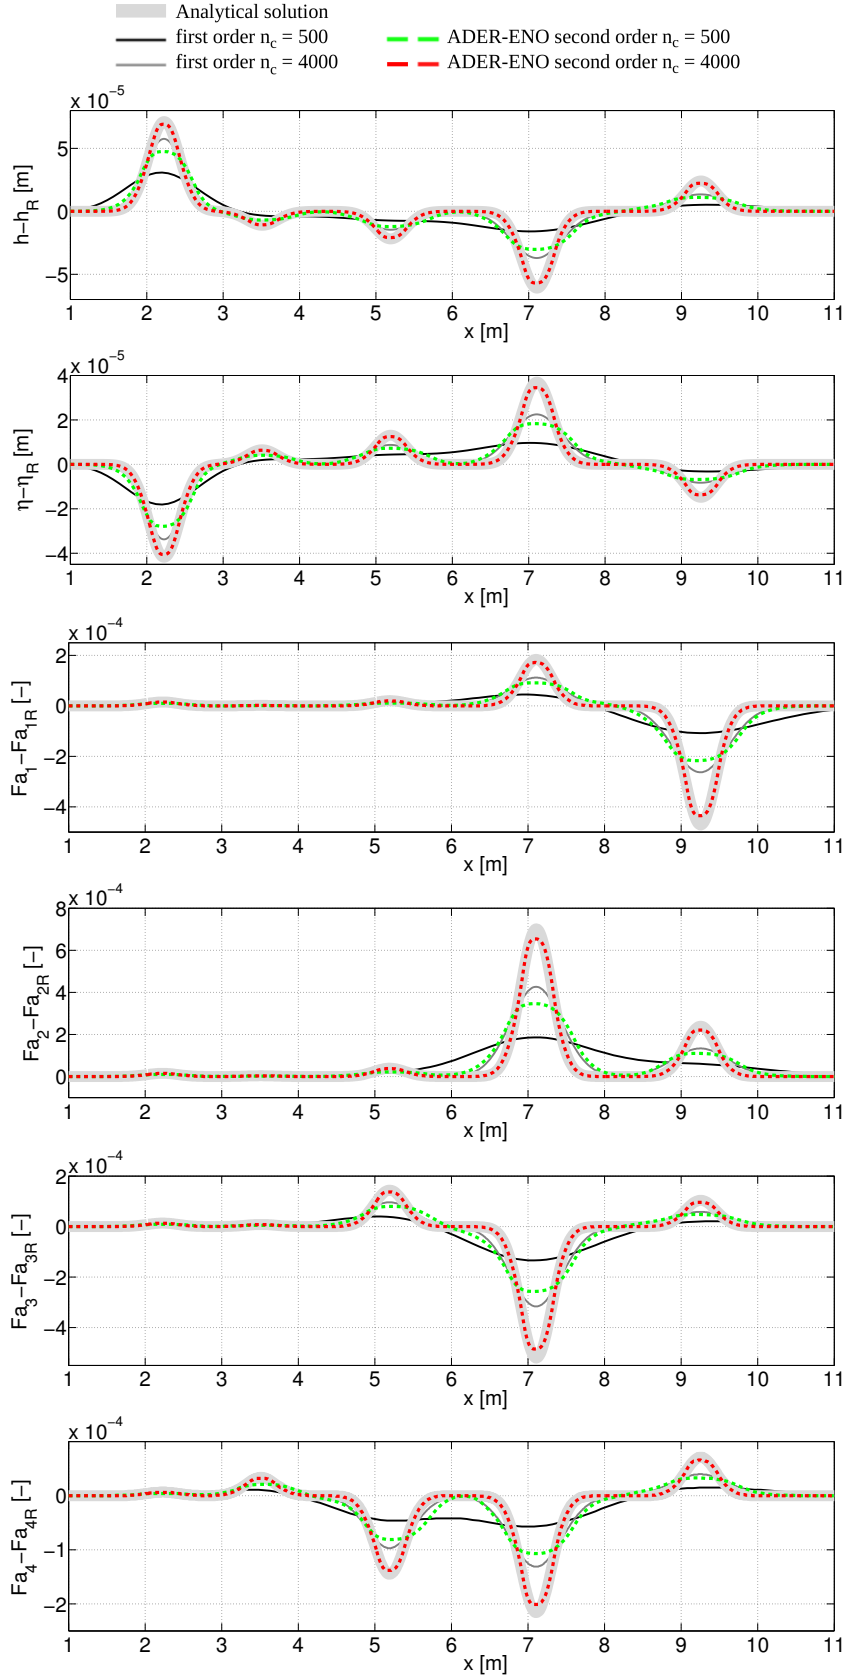 Analytical solution
first order n_c = 500
first order n_c = 4000
ADER-ENO second order n_c = 500
ADER-ENO second order n_c = 4000
x 10^−5
5
0
−5
h−h_R [m]
1 2 3 4 5 6 7 8 9 10 11
x [m]
x 10^−5
4
2
0
−2
−4
η−η_R [m]
1 2 3 4 5 6 7 8 9 10 11
x [m]
x 10^−4
2
0
−2
−4
Fa_1−Fa_1R [−]
1 2 3 4 5 6 7 8 9 10 11
x [m]
x 10^−4
8
6
4
2
0
Fa_2−Fa_2R [−]
1 2 3 4 5 6 7 8 9 10 11
x [m]
x 10^−4
2
0
−2
−4
Fa_3−Fa_3R [−]
1 2 3 4 5 6 7 8 9 10 11
x [m]
x 10^−4
0
−1
−2
Fa_4−Fa_4R [−]
1 2 3 4 5 6 7 8 9 10 11
x [m]